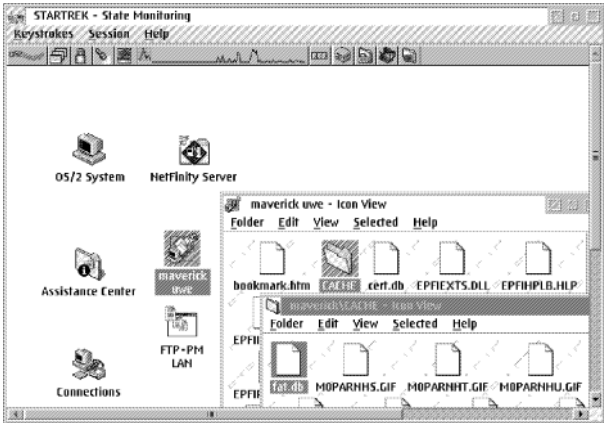 STARTREK - State Monitoring
Keystrokes Session Help
OS/2 System
NetFinity Server
maverick uwe - Icon View
Folder Edit View Selected Help
bookmark.htm CACHE cert.db EPFIEXTS.DLL EPFIHPLB.HLP
Assistance Center
maverick
uwe
maverick\CACHE - Icon View
Folder Edit View Selected Help
FTP-PM
LAN
fat.db M0PARNHS.GIF M0PARNHT.GIF M0PARNHU.GIF
Connections